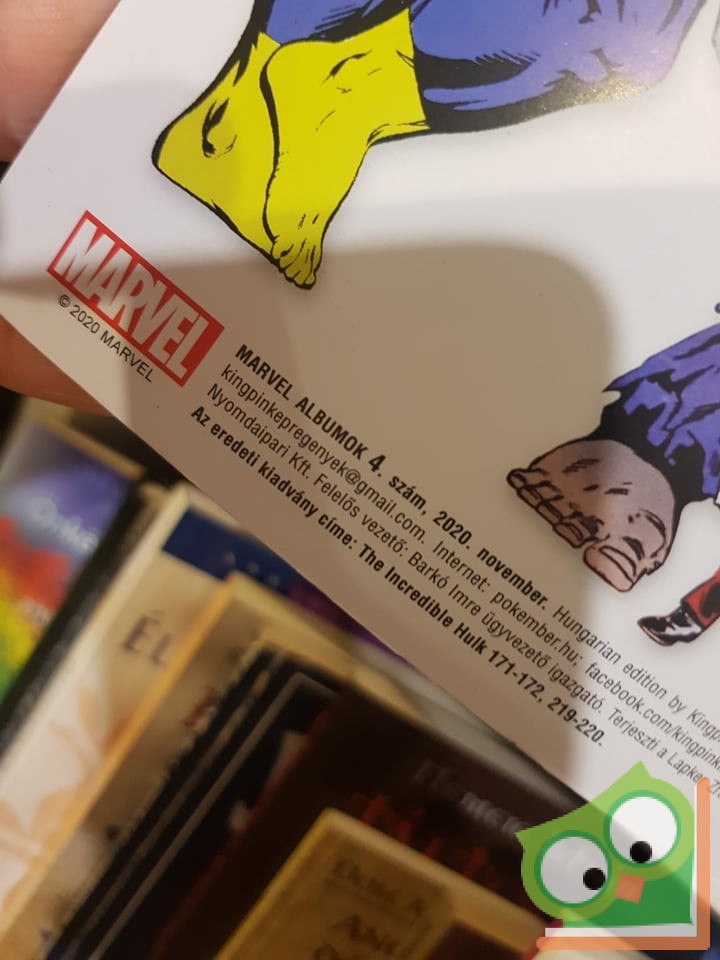 MARVEL
© 2020 MARVEL
MARVEL ALBUMOK 4. szám, 2020. november. Hungarian edition by
kingpinkepregenyek@gmail.com. Internet: pokember.hu; facebook.com/
Nyomdaipari Kft. Felelős vezető: Barkó Imre ügyvezető igazgató. Terjeszti a
Az eredeti kiadvány címe: The Incredible Hulk 171-172, 219-220.
ÉL